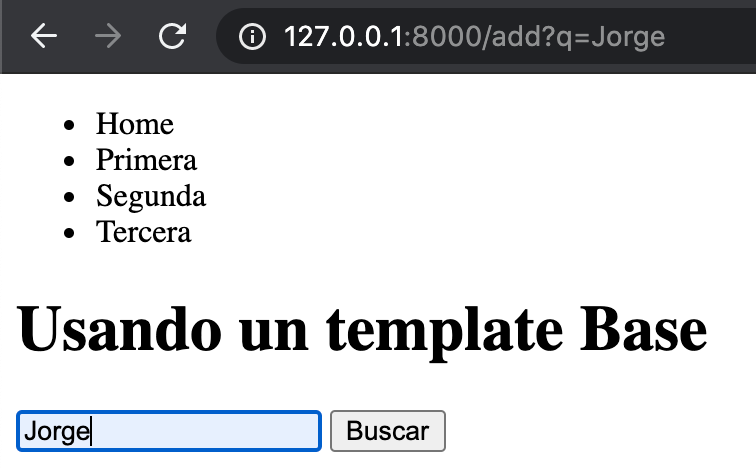 127.0.0.1:8000/add?q=Jorge
Home
Primera
Segunda
Tercera
Usando un template Base
Jorge Buscar